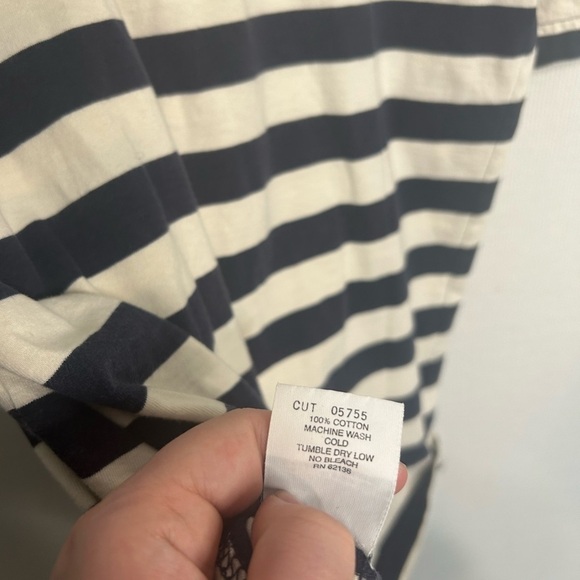 CUT 05755
100% COTTON
MACHINE WASH
COLD
TUMBLE DRY LOW
NO BLEACH
RN 62136